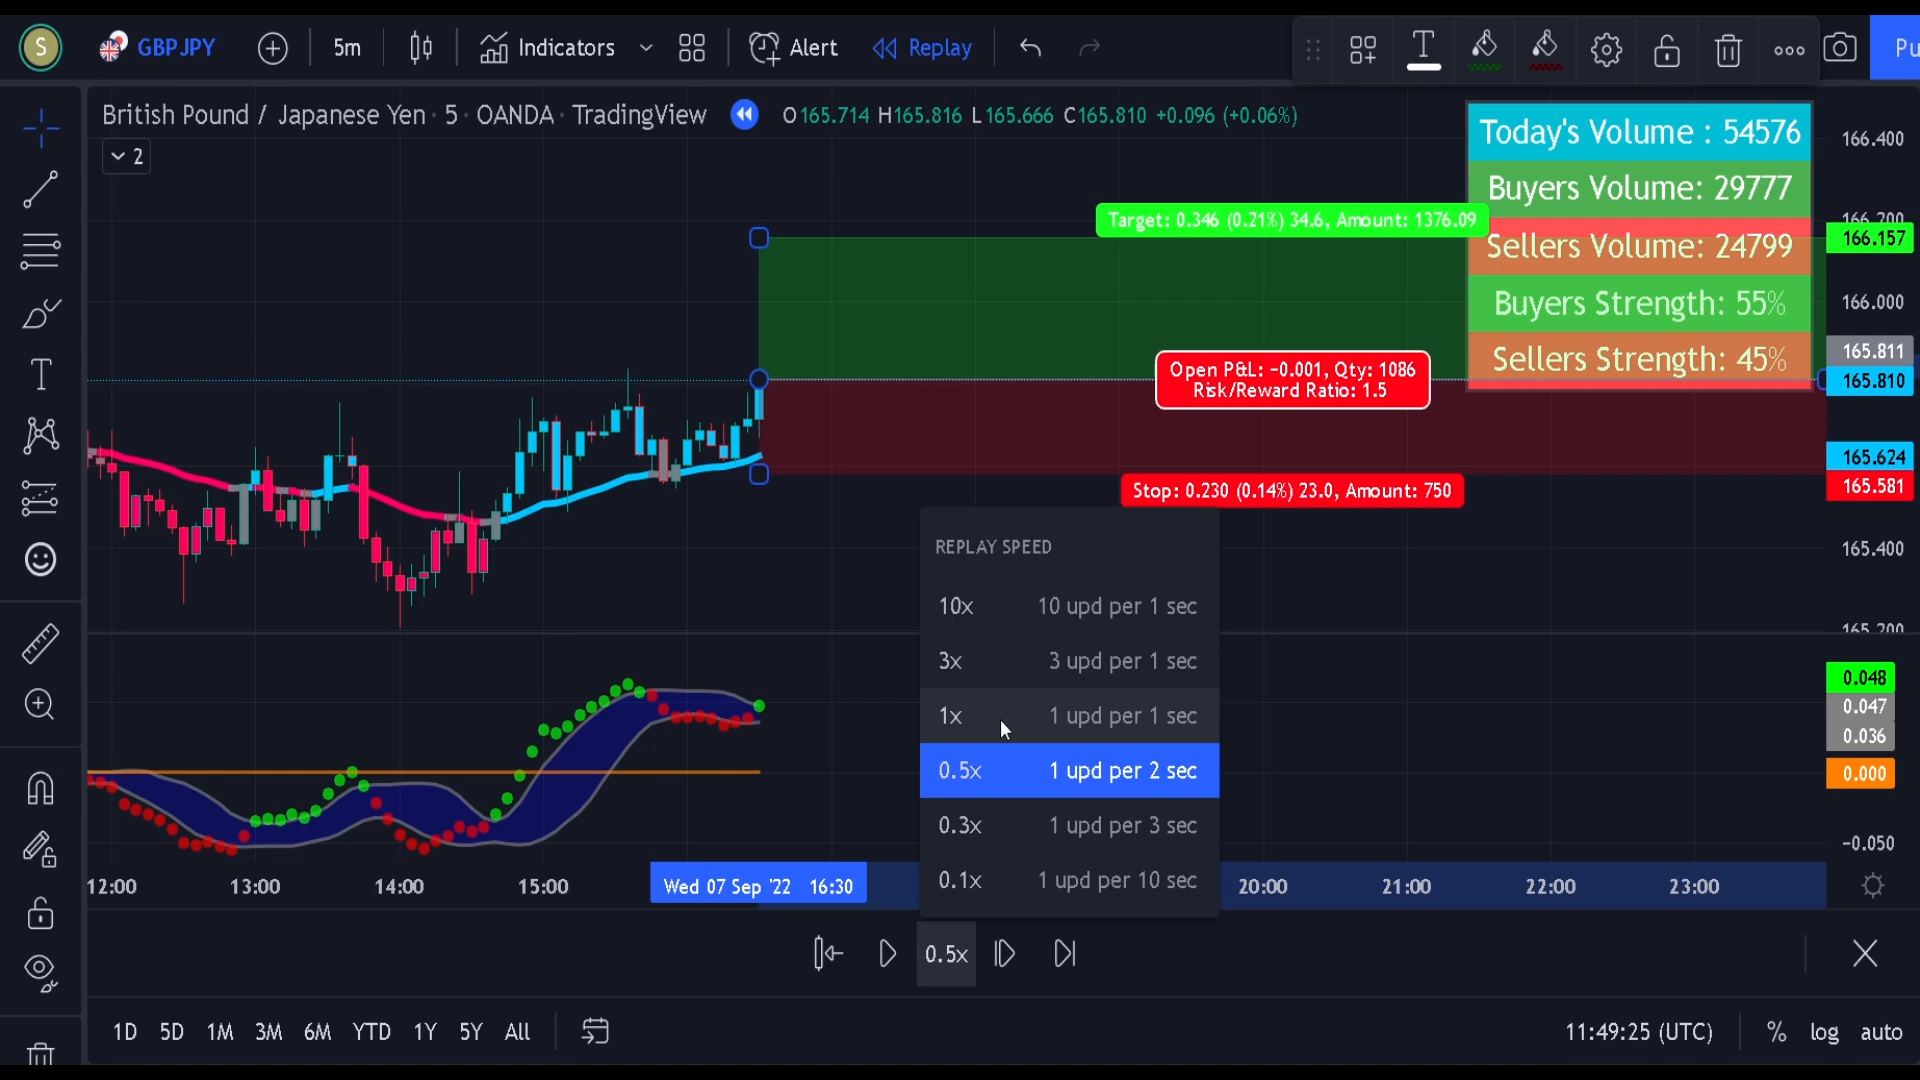 S
GBPJPY
5m
Indicators
Alert
Replay
T
Pu
British Pound / Japanese Yen · 5 · OANDA · TradingView
O165.714 H165.816 L165.666 C165.810 +0.096 (+0.06%)
2
Today's Volume : 54576
Buyers Volume: 29777
Sellers Volume: 24799
Buyers Strength: 55%
Sellers Strength: 45%
166.400
166.200
166.157
166.000
165.811
165.810
165.624
165.581
165.400
165.200
Target: 0.346 (0.21%) 34.6, Amount: 1376.09
Open P&L: −0.001, Qty: 1086
Risk/Reward Ratio: 1.5
Stop: 0.230 (0.14%) 23.0, Amount: 750
T
REPLAY SPEED
10x 10 upd per 1 sec
3x 3 upd per 1 sec
1x 1 upd per 1 sec
0.5x 1 upd per 2 sec
0.3x 1 upd per 3 sec
0.1x 1 upd per 10 sec
0.048
0.047
0.036
0.000
−0.050
12:00 13:00 14:00 15:00 Wed 07 Sep '22 16:30 20:00 21:00 22:00 23:00
0.5x
1D 5D 1M 3M 6M YTD 1Y 5Y All
11:49:25 (UTC) % log auto